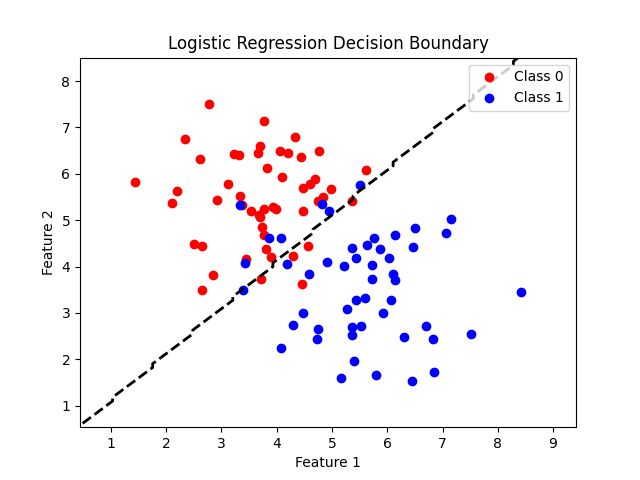 Logistic Regression Decision Boundary
Class 0
Class 1
8
7
6
5
4
3
2
1
Feature 2
1 2 3 4 5 6 7 8 9
Feature 1